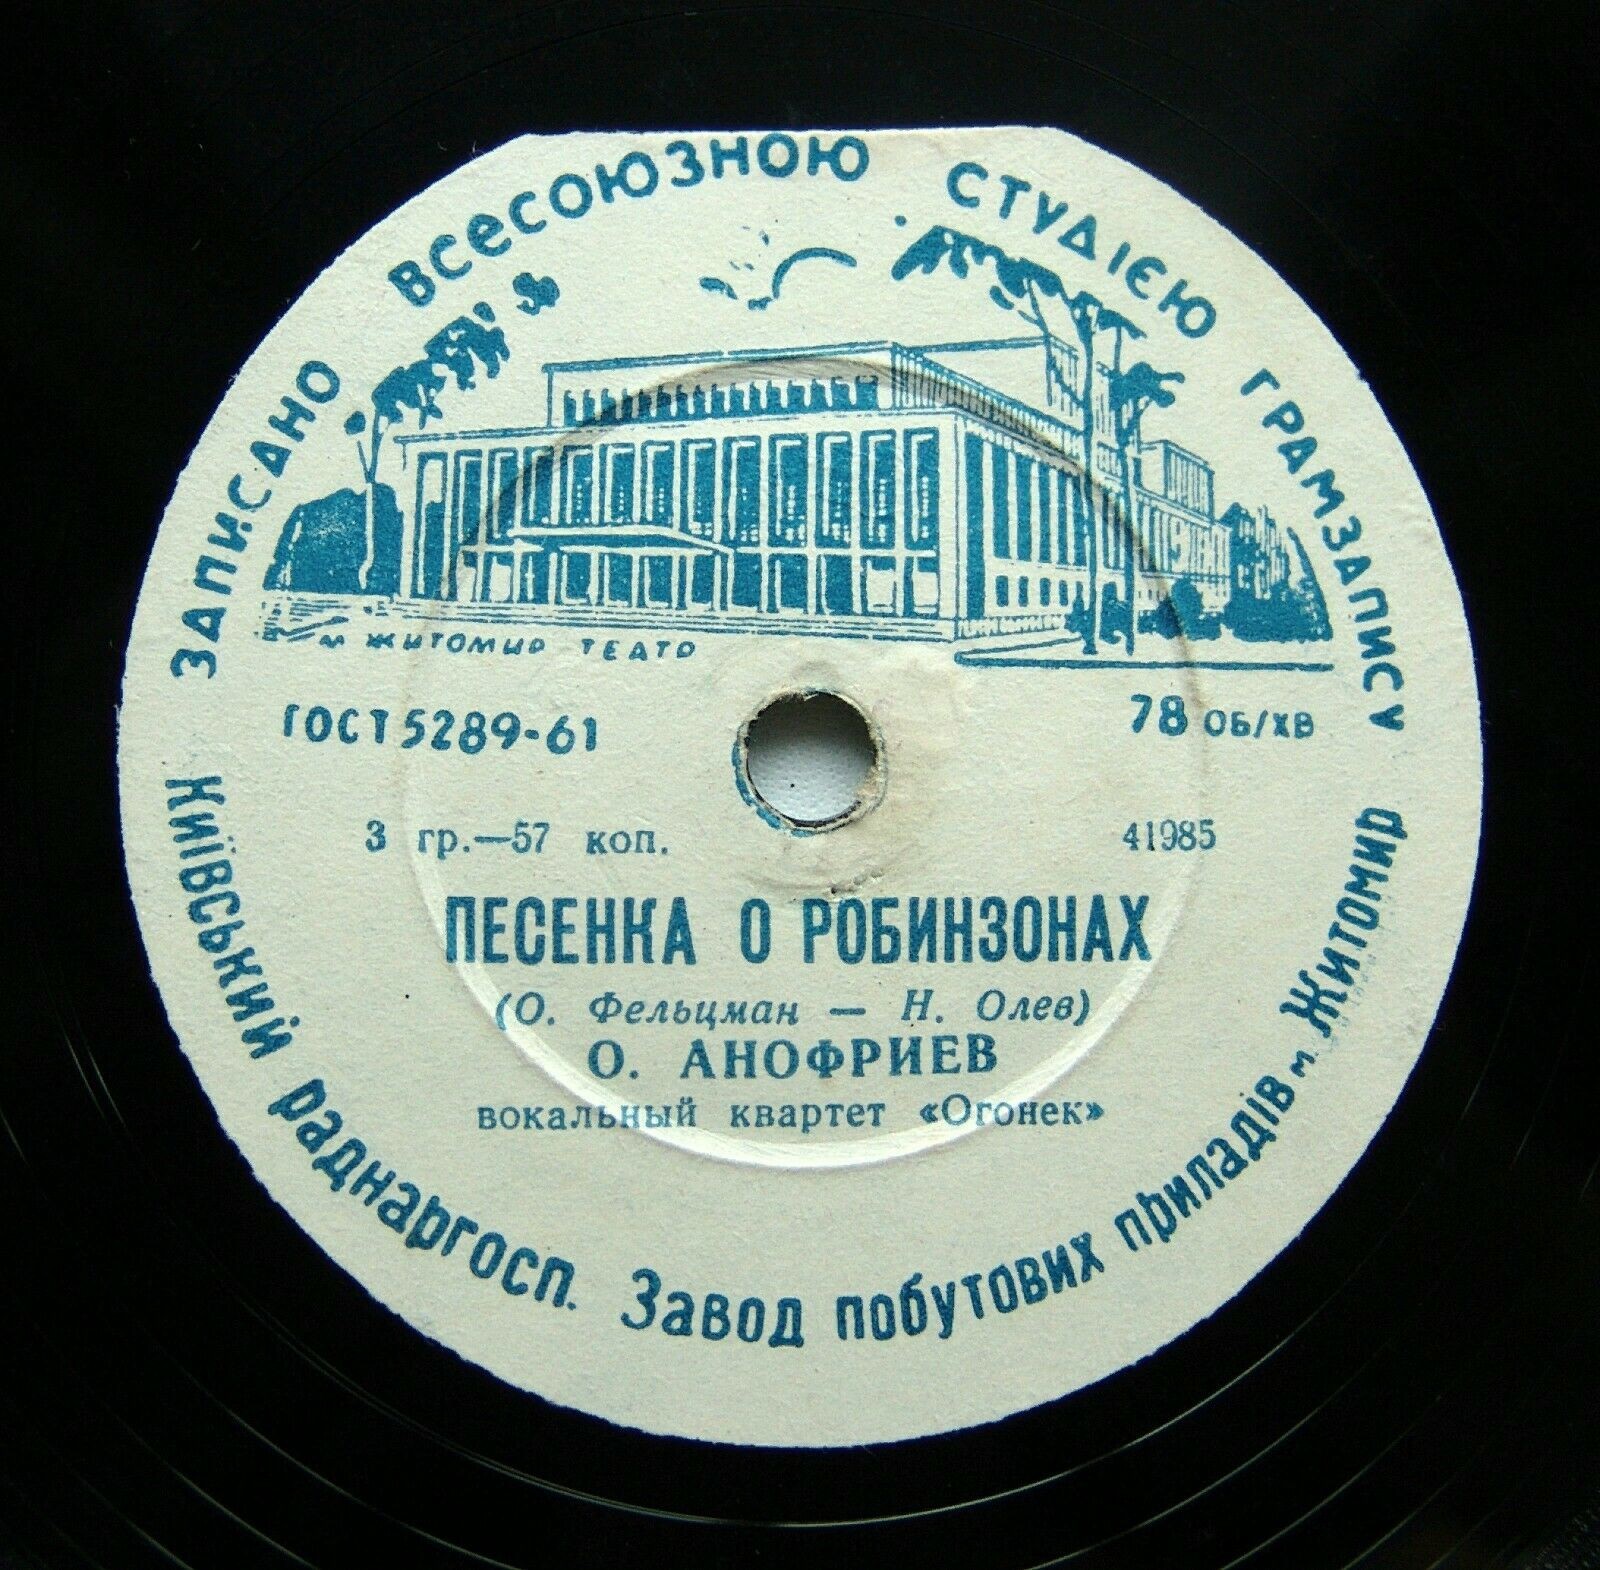 ЗАПИСАНО ВСЕСОЮЗНОЮ СТУДІЄЮ ГРАМЗАПИСУ
м ЖИТОМИР ТЕАТР
ГОСТ 5289-61
78 ОБ/ХВ
3 гр.—57 коп.
41985
ПЕСЕНКА О РОБИНЗОНАХ
(О. Фельцман — Н. Олев)
О. АНОФРИЕВ
вокальный квартет «Огонек»
Київський раднаргосп. Завод побутових приладів м. Житомир